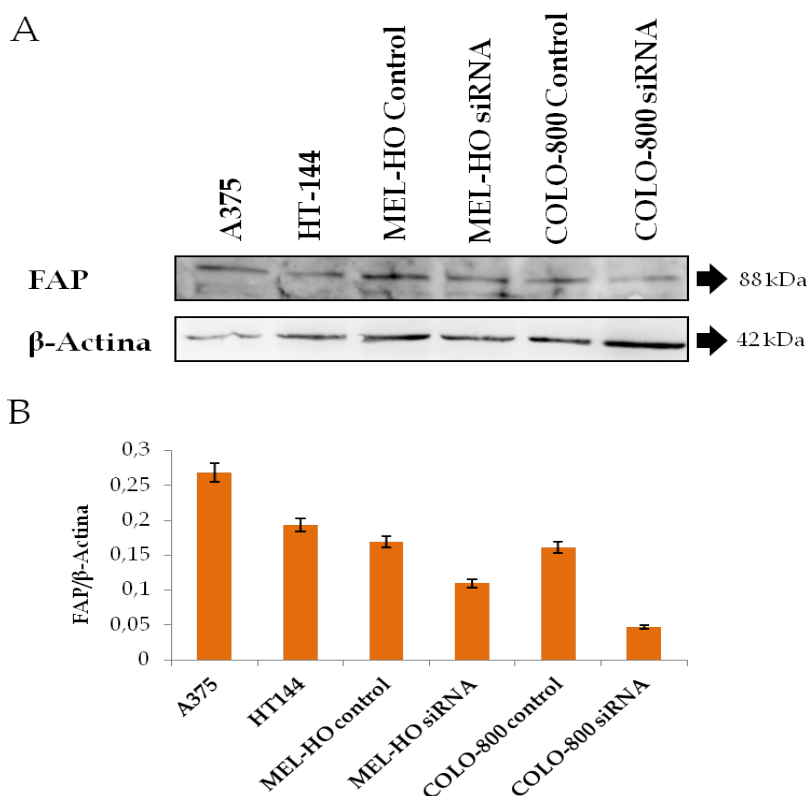 A
A375
HT-144
MEL-HO Control
MEL-HO siRNA
COLO-800 Control
COLO-800 siRNA
FAP
88kDa
β-Actina
42kDa
B
FAP/β-Actina
0,3
0,25
0,2
0,15
0,1
0,05
0
A375
HT144
MEL-HO control
MEL-HO siRNA
COLO-800 control
COLO-800 siRNA